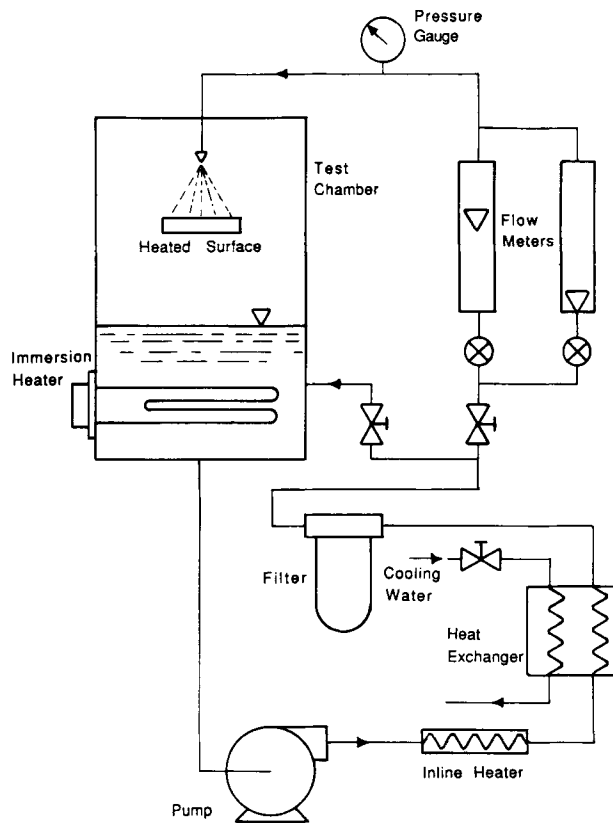 Pressure
Gauge
Test
Chamber
Heated Surface
Flow
Meters
Immersion
Heater
Filter
Cooling
Water
Heat
Exchanger
Inline Heater
Pump